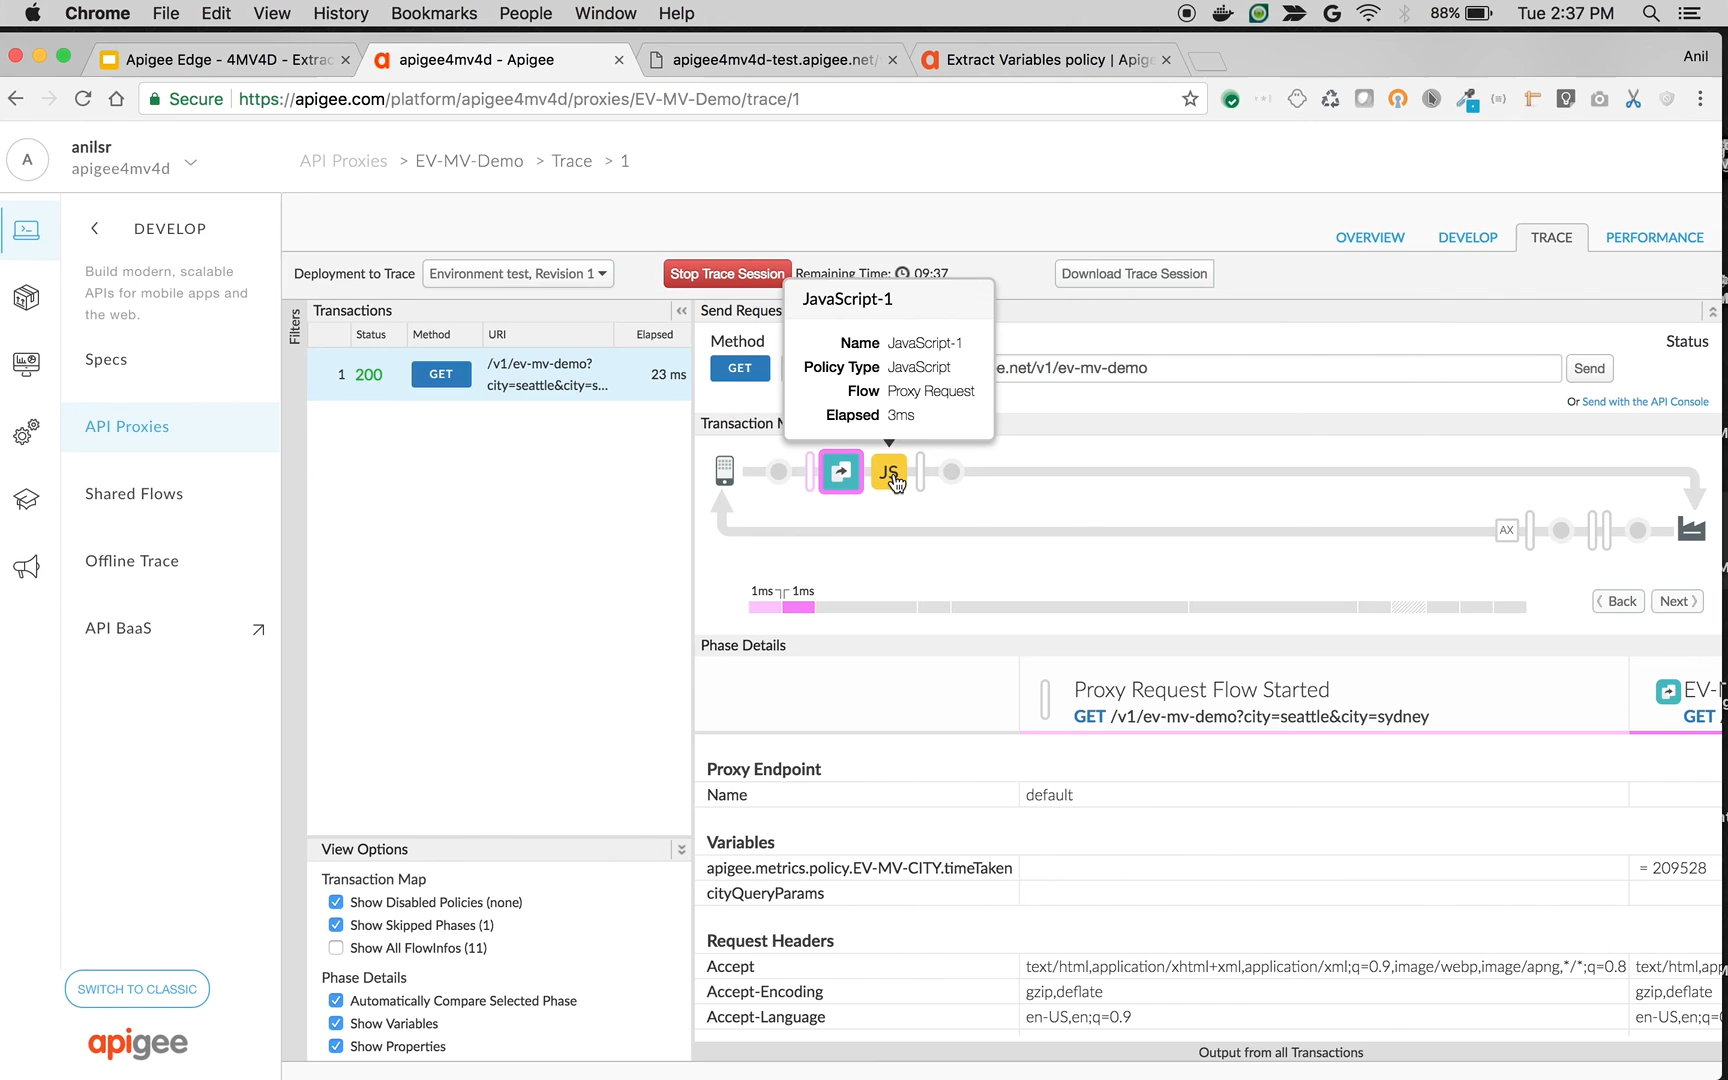 Chrome File Edit View History Bookmarks People Window Help 88% Tue 2:37 PM
Apigee Edge - 4MV4D - Extrac apigee4mv4d - Apigee apigee4mv4d-test.apigee.net/ Extract Variables policy | Apige Anil
Secure https://apigee.com/platform/apigee4mv4d/proxies/EV-MV-Demo/trace/1
A
anilsr
apigee4mv4d
API Proxies > EV-MV-Demo > Trace > 1
DEVELOP
Build modern, scalable
APIs for mobile apps and
the web.
Specs
API Proxies
Shared Flows
Offline Trace
API BaaS
SWITCH TO CLASSIC
apigee
OVERVIEW DEVELOP TRACE PERFORMANCE
Deployment to Trace Environment test, Revision 1 Stop Trace Session Remaining Time: 09:37 Download Trace Session
Filters
Transactions
Status Method URI Elapsed
1 200 GET /v1/ev-mv-demo?
city=seattle&city=s... 23 ms
Send Reques
Method Status
GET e.net/v1/ev-mv-demo Send
Or Send with the API Console
JavaScript-1
Name JavaScript-1
Policy Type JavaScript
Flow Proxy Request
Elapsed 3ms
Transaction M
JS
AX
1ms 1ms
Back Next
Phase Details
Proxy Request Flow Started
GET /v1/ev-mv-demo?city=seattle&city=sydney
EV-M
GET /
Proxy Endpoint
Name default
Variables
apigee.metrics.policy.EV-MV-CITY.timeTaken = 209528
cityQueryParams
Request Headers
Accept text/html,application/xhtml+xml,application/xml;q=0.9,image/webp,image/apng,*/*;q=0.8 text/html,app
Accept-Encoding gzip,deflate gzip,deflate
Accept-Language en-US,en;q=0.9 en-US,en;q=0
Output from all Transactions
View Options
Transaction Map
Show Disabled Policies (none)
Show Skipped Phases (1)
Show All FlowInfos (11)
Phase Details
Automatically Compare Selected Phase
Show Variables
Show Properties